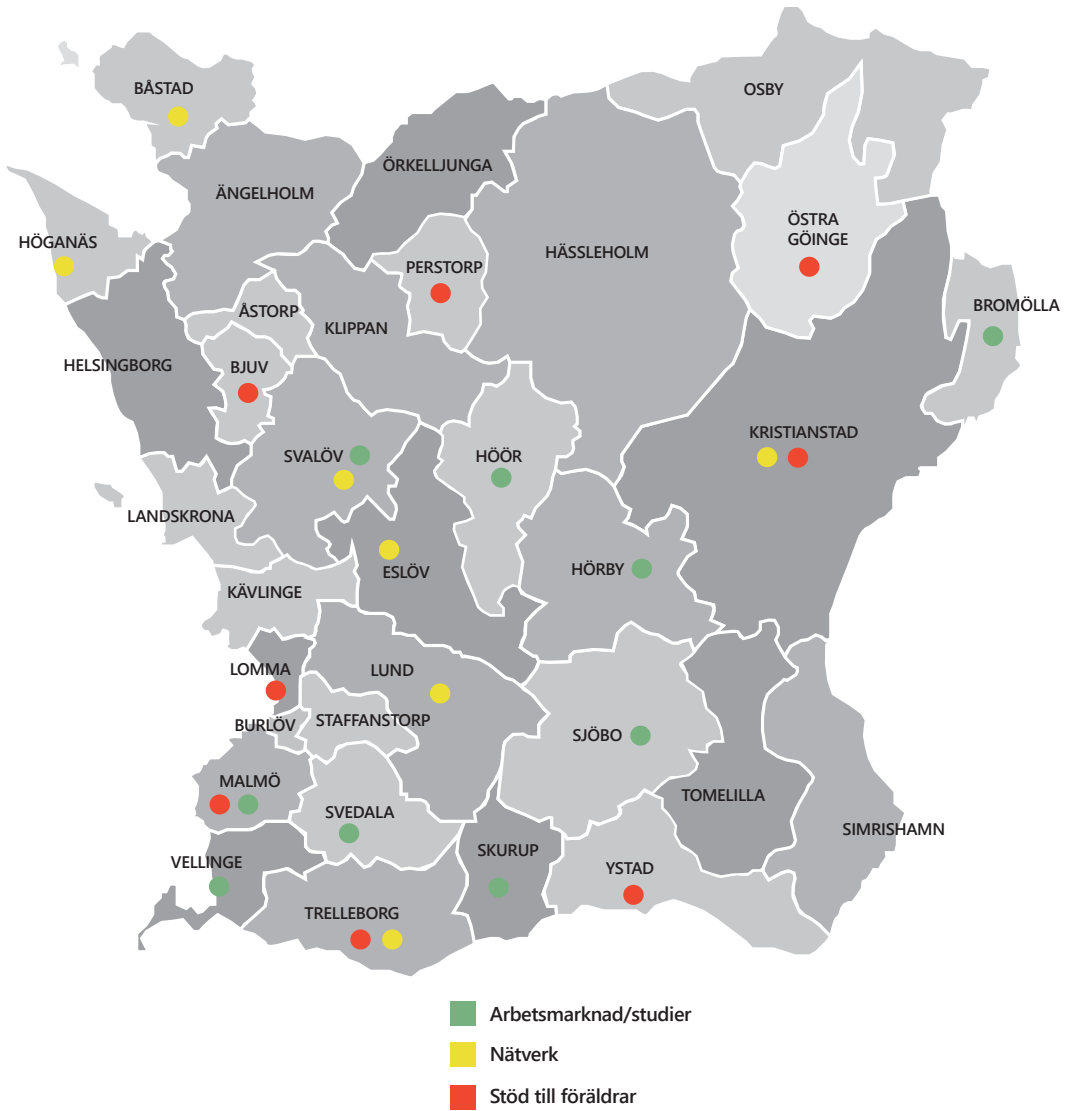 BÅSTAD
OSBY
ÖRKELLJUNGA
ÄNGELHOLM
ÖSTRA
GÖINGE
HÖGANÄS
HÄSSLEHOLM
PERSTORP
BROMÖLLA
ÅSTORP
KLIPPAN
HELSINGBORG
BJUV
KRISTIANSTAD
SVALÖV
HÖÖR
LANDSKRONA
ESLÖV
HÖRBY
KÄVLINGE
LOMMA
LUND
STAFFANSTORP
BURLÖV
SJÖBO
MALMÖ
TOMELILLA
SVEDALA
SIMRISHAMN
SKURUP
VELLINGE
YSTAD
TRELLEBORG
Arbetsmarknad/studier
Nätverk
Stöd till föräldrar